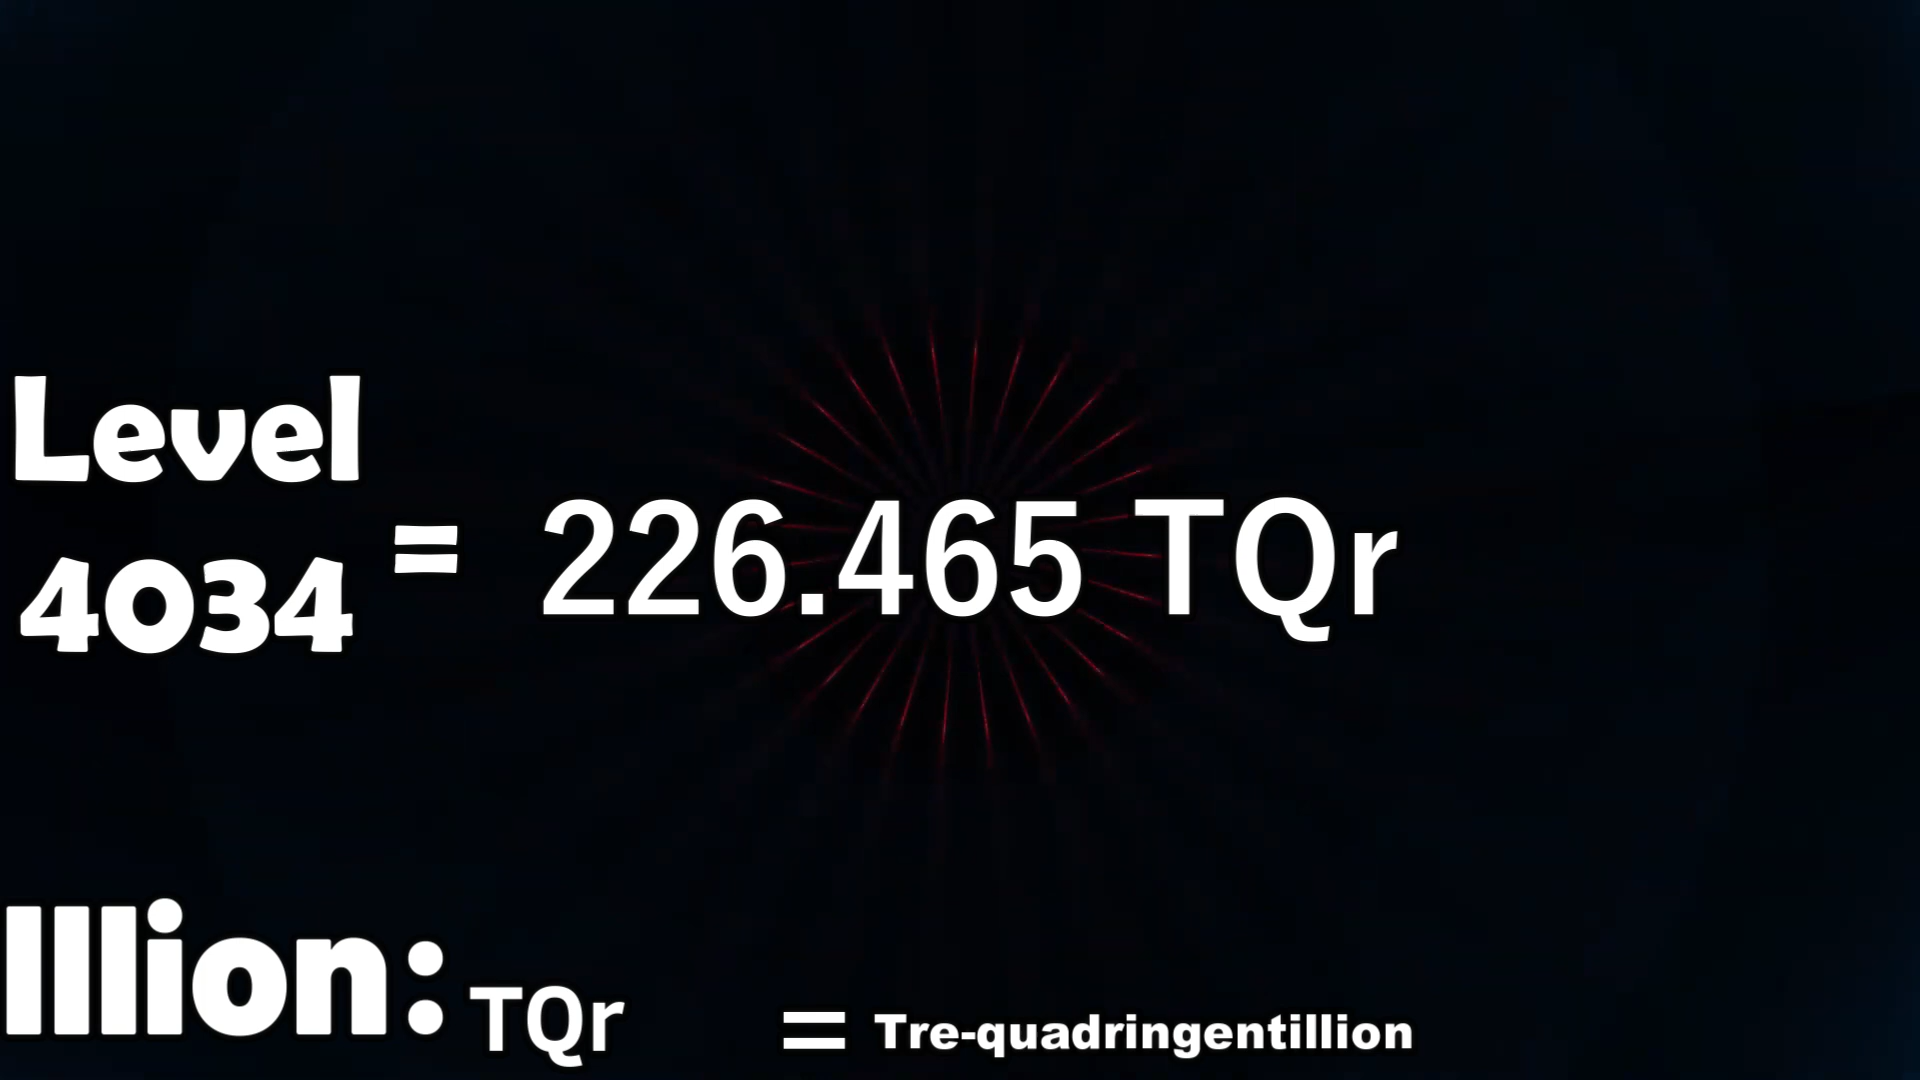 Level
4034
= 226.465 TQr
Illion: TQr = Tre-quadringentillion